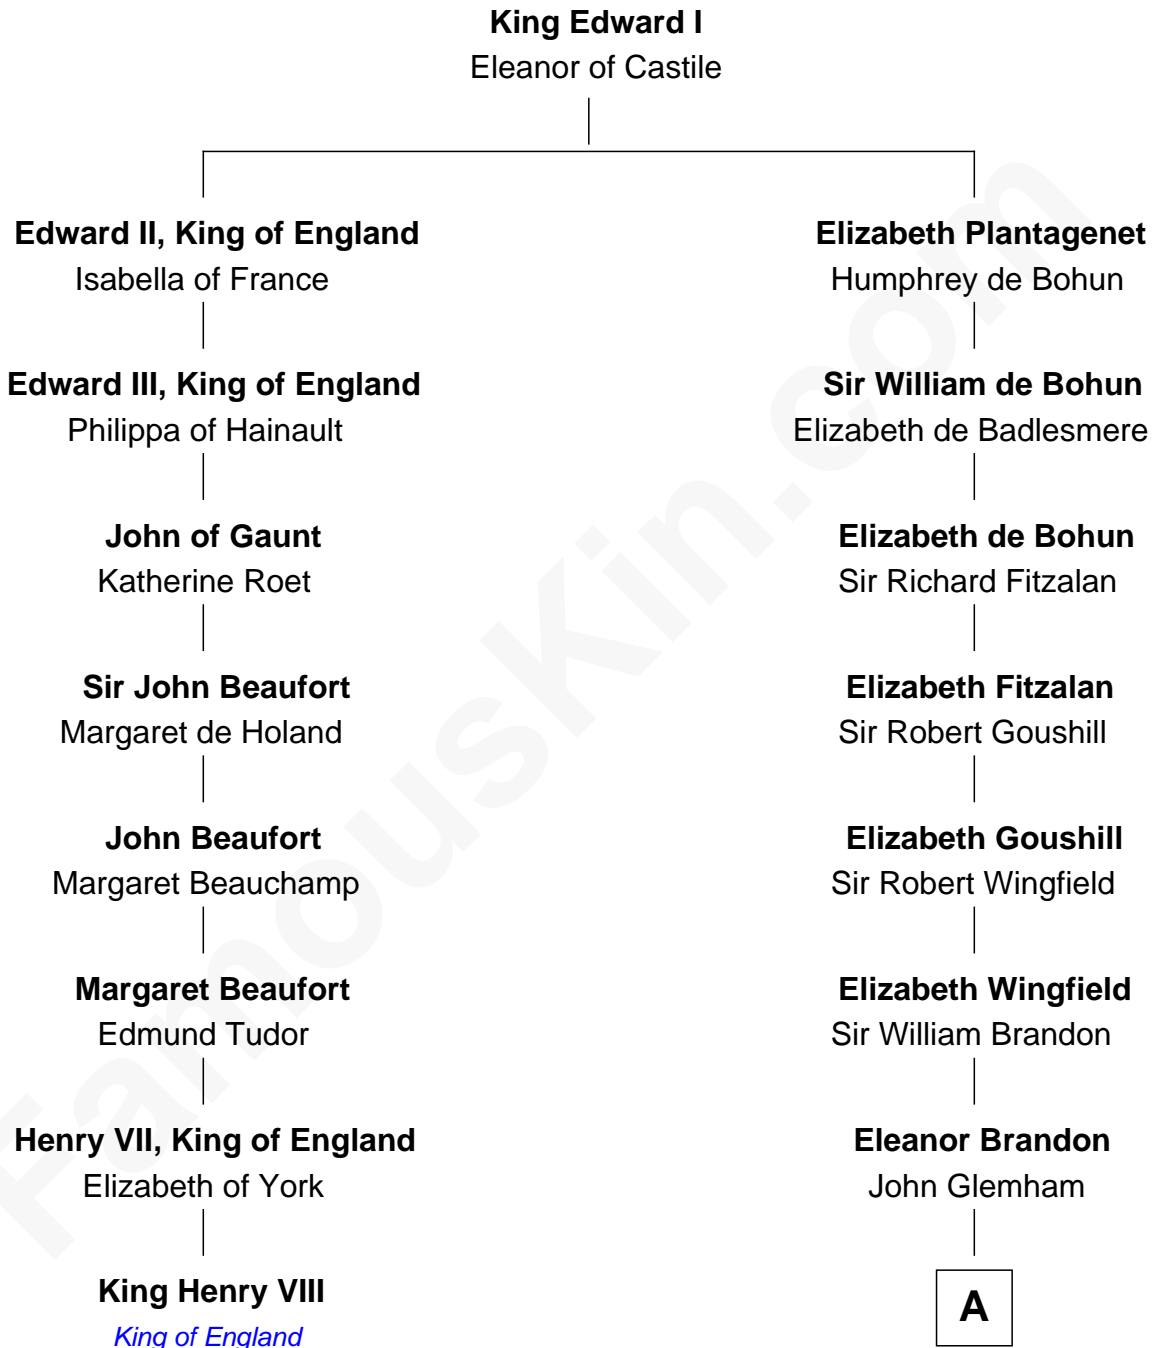 King Edward I
Eleanor of Castile
Edward II, King of England
Isabella of France
Edward III, King of England
Philippa of Hainault
John of Gaunt
Katherine Roet
Sir John Beaufort
Margaret de Holand
John Beaufort
Margaret Beauchamp
Margaret Beaufort
Edmund Tudor
Henry VII, King of England
Elizabeth of York
King Henry VIII
King of England
Elizabeth Plantagenet
Humphrey de Bohun
Sir William de Bohun
Elizabeth de Badlesmere
Elizabeth de Bohun
Sir Richard Fitzalan
Elizabeth Fitzalan
Sir Robert Goushill
Elizabeth Goushill
Sir Robert Wingfield
Elizabeth Wingfield
Sir William Brandon
Eleanor Brandon
John Glemham
A
FamousKin.com